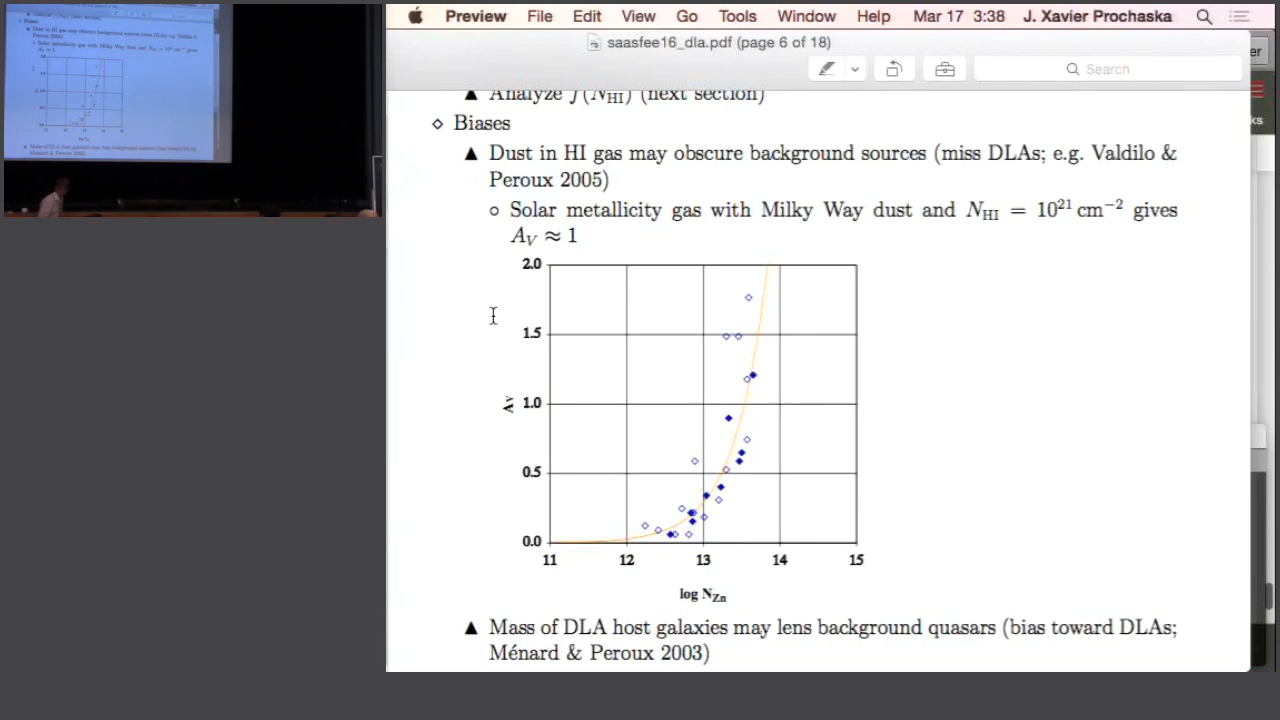 Preview File Edit View Go Tools Window Help Mar 17 3:38 J. Xavier Prochaska
saasfee16_dla.pdf (page 6 of 18)
Search
▲ Analyze f(N_HI) (next section)
◇ Biases
▲ Dust in HI gas may obscure background sources (miss DLAs; e.g. Valdilo &
Peroux 2005)
○ Solar metallicity gas with Milky Way dust and N_HI = 10^21 cm^−2 gives
A_V ≈ 1
2.0
1.5
A_V 1.0
0.5
0.0
11 12 13 14 15
log N_Zn
▲ Mass of DLA host galaxies may lens background quasars (bias toward DLAs;
Ménard & Peroux 2003)